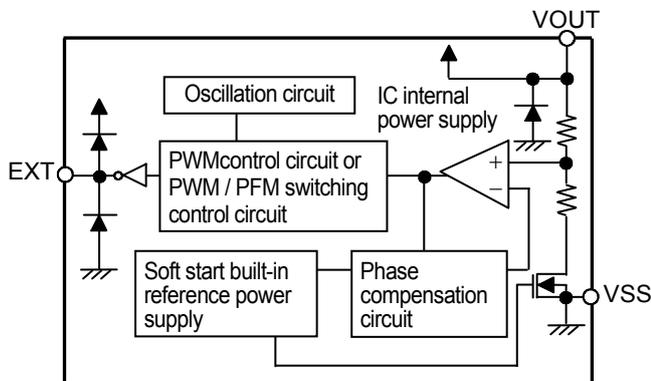 VOUT
Oscillation circuit
IC internal
power supply
EXT
PWMcontrol circuit or
PWM / PFM switching
control circuit
+
−
Soft start built-in
reference power
supply
Phase
compensation
circuit
VSS